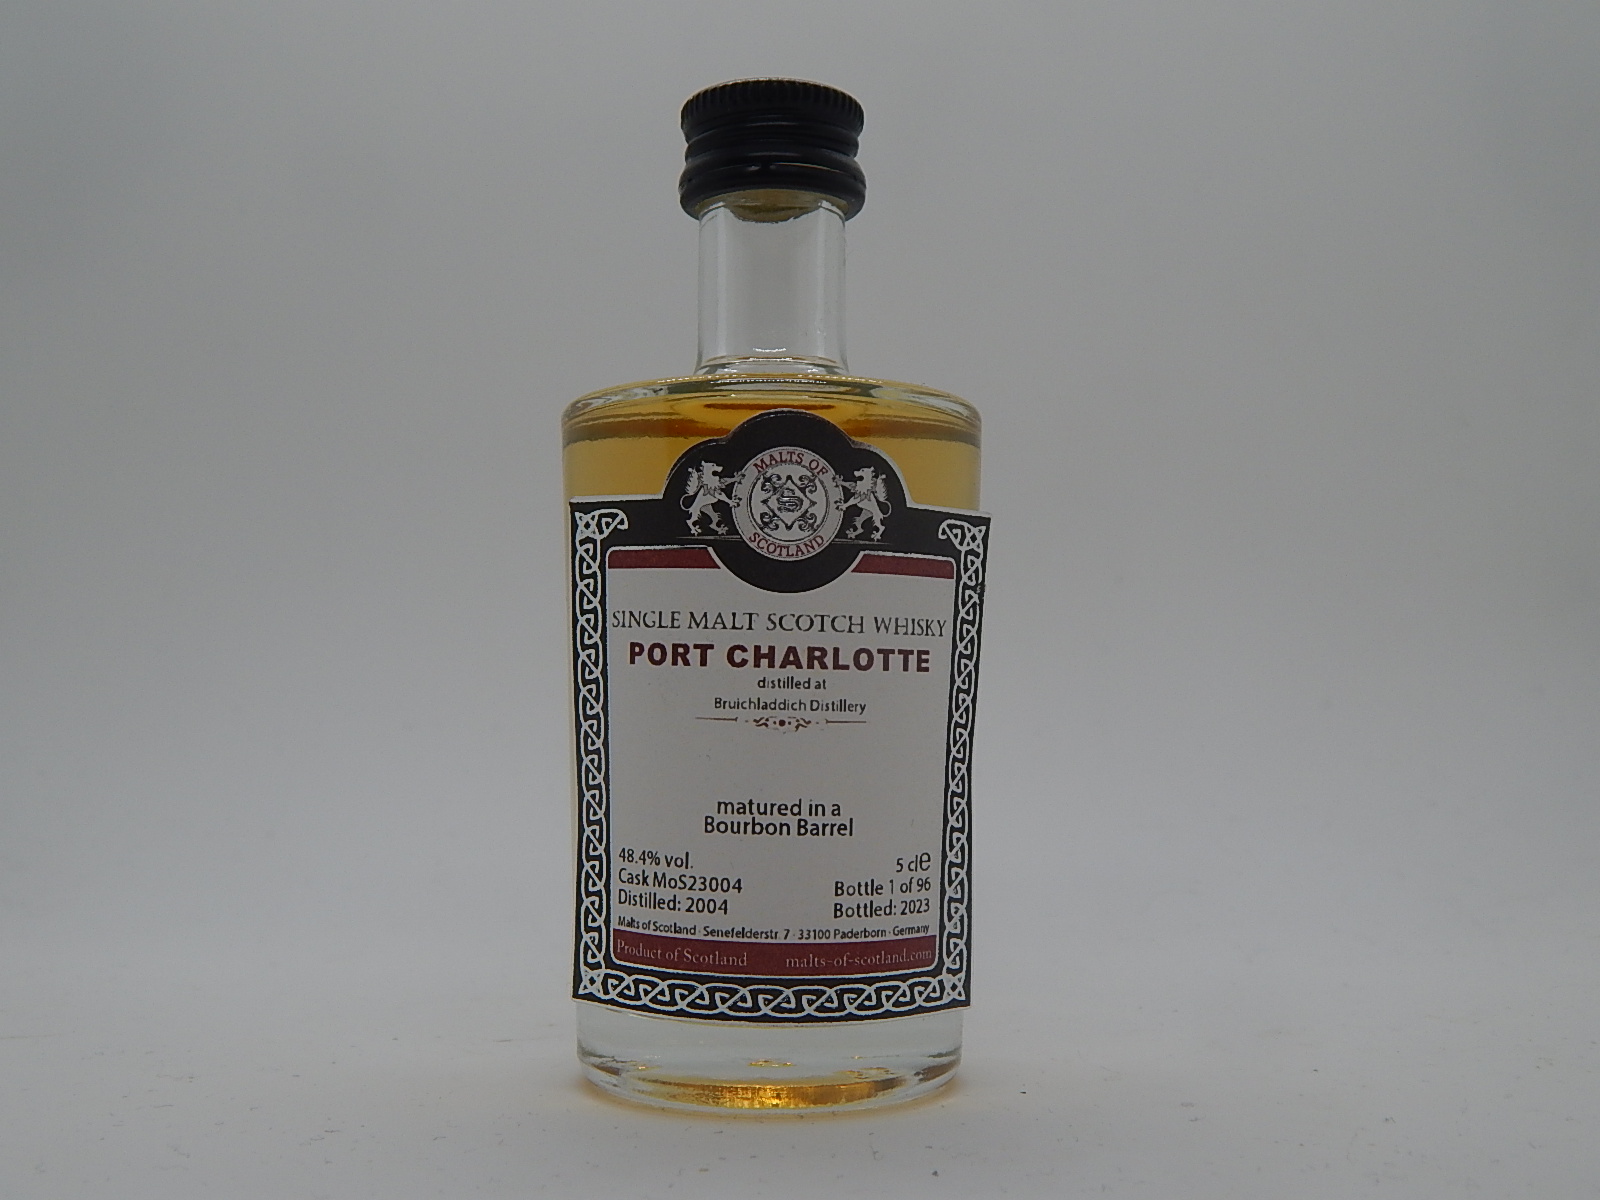 MALTS OF
SCOTLAND
SINGLE MALT SCOTCH WHISKY
PORT CHARLOTTE
distilled at
Bruichladdich Distillery
matured in a
Bourbon Barrel
48.4% vol. 5 cl e
Cask MoS23004 Bottle 1 of 96
Distilled: 2004 Bottled: 2023
Malts of Scotland · Senefelderstr. 7 · 33100 Paderborn · Germany
Product of Scotland malts-of-scotland.com